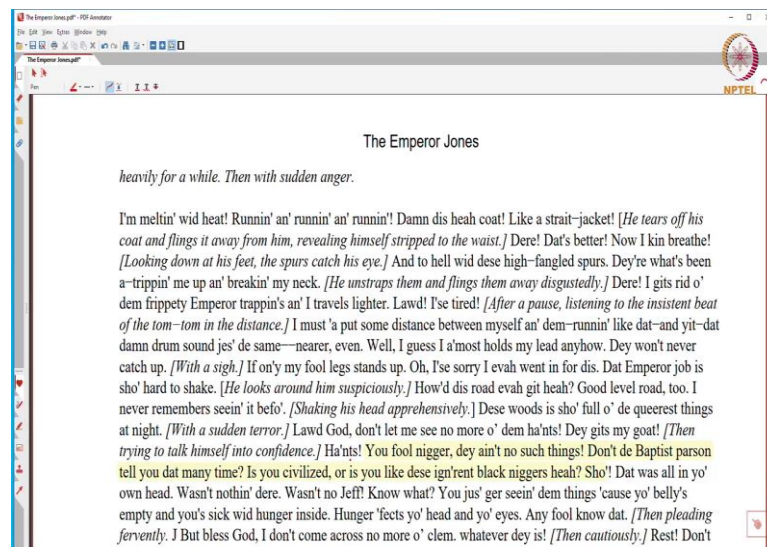 The Emperor Jones.pdf* - PDF Annotator
File Edit View Extras Window Help
The Emperor Jones.pdf*
Pen
NPTEL
The Emperor Jones
heavily for a while. Then with sudden anger.
I'm meltin' wid heat! Runnin' an' runnin' an' runnin'! Damn dis heah coat! Like a strait-jacket! [He tears off his
coat and flings it away from him, revealing himself stripped to the waist.] Dere! Dat's better! Now I kin breathe!
[Looking down at his feet, the spurs catch his eye.] And to hell wid dese high-fangled spurs. Dey're what's been
a-trippin' me up an' breakin' my neck. [He unstraps them and flings them away disgustedly.] Dere! I gits rid o'
dem frippety Emperor trappin's an' I travels lighter. Lawd! I'se tired! [After a pause, listening to the insistent beat
of the tom-tom in the distance.] I must 'a put some distance between myself an' dem-runnin' like dat-and yit-dat
damn drum sound jes' de same--nearer, even. Well, I guess I a'most holds my lead anyhow. Dey won't never
catch up. [With a sigh.] If on'y my fool legs stands up. Oh, I'se sorry I evah went in for dis. Dat Emperor job is
sho' hard to shake. [He looks around him suspiciously.] How'd dis road evah git heah? Good level road, too. I
never remembers seein' it befo'. [Shaking his head apprehensively.] Dese woods is sho' full o' de queerest things
at night. [With a sudden terror.] Lawd God, don't let me see no more o' dem ha'nts! Dey gits my goat! [Then
trying to talk himself into confidence.] Ha'nts! You fool nigger, dey ain't no such things! Don't de Baptist parson
tell you dat many time? Is you civilized, or is you like dese ign'rent black niggers heah? Sho'! Dat was all in yo'
own head. Wasn't nothin' dere. Wasn't no Jeff! Know what? You jus' ger seein' dem things 'cause yo' belly's
empty and you's sick wid hunger inside. Hunger 'fects yo' head and yo' eyes. Any fool know dat. [Then pleading
fervently. J But bless God, I don't come across no more o' clem. whatever dey is! [Then cautiously.] Rest! Don't